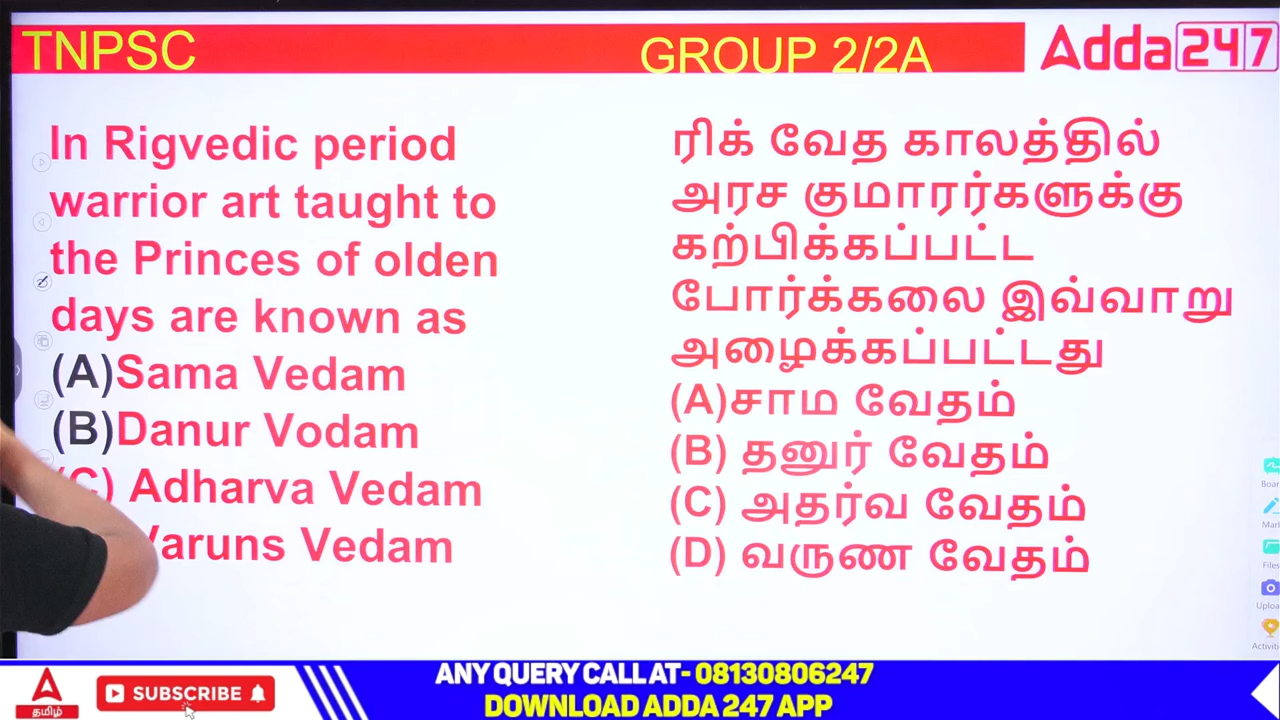 TNPSC
GROUP 2/2A
Adda247
In Rigvedic period
warrior art taught to
the Princes of olden
days are known as
(A)Sama Vedam
(B)Danur Vodam
(C) Adharva Vedam
Varuns Vedam
ரிக் வேத காலத்தில்
அரச குமாரர்களுக்கு
கற்பிக்கப்பட்ட
போர்க்கலை இவ்வாறு
அழைக்கப்பட்டது
(A)சாம வேதம்
(B) தனுர் வேதம்
(C) அதர்வ வேதம்
(D) வருண வேதம்
Files
தமிழ்
SUBSCRIBE
ANY QUERY CALL AT- 08130806247
DOWNLOAD ADDA 247 APP